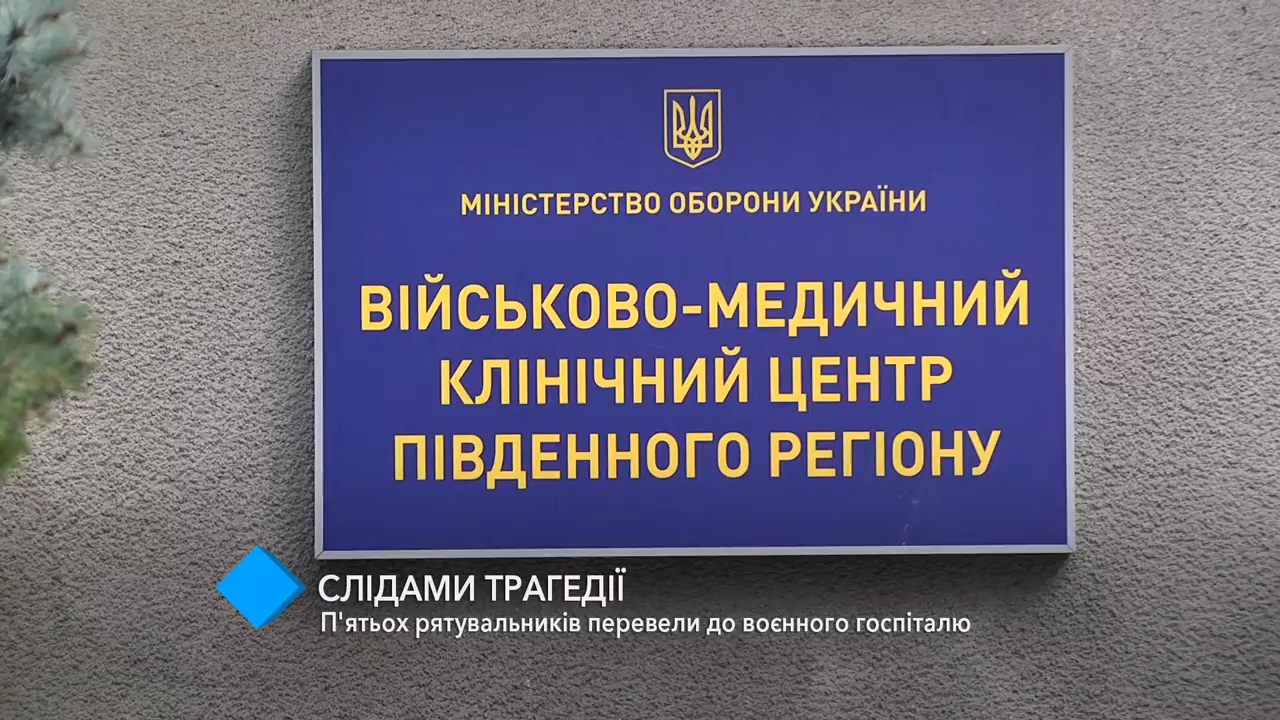 МІНІСТЕРСТВО ОБОРОНИ УКРАЇНИ
ВІЙСЬКОВО-МЕДИЧНИЙ
КЛІНІЧНИЙ ЦЕНТР
ПІВДЕННОГО РЕГІОНУ
СЛІДАМИ ТРАГЕДІЇ
П'ятьох рятувальників перевели до воєнного госпіталю